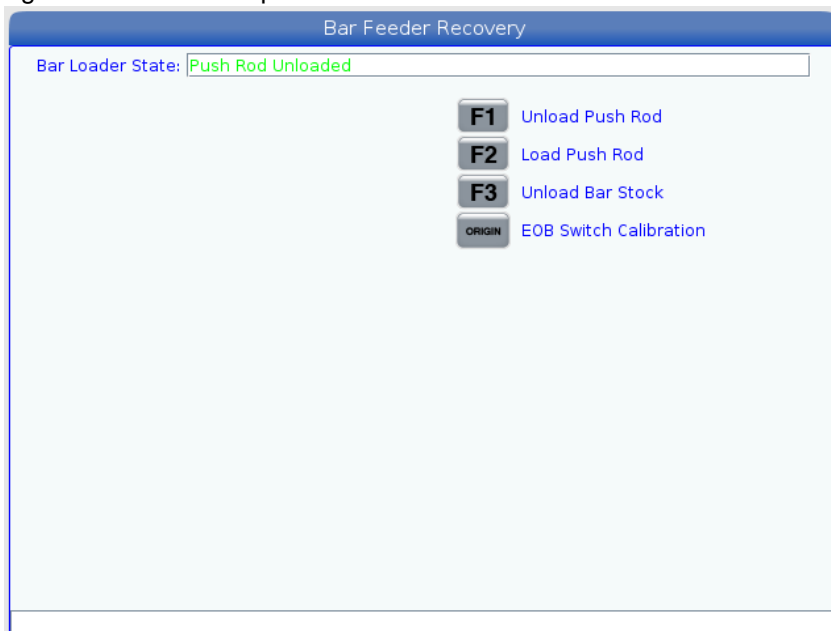 Bar Feeder Recovery
Bar Loader State: Push Rod Unloaded
F1 Unload Push Rod
F2 Load Push Rod
F3 Unload Bar Stock
ORIGIN EOB Switch Calibration